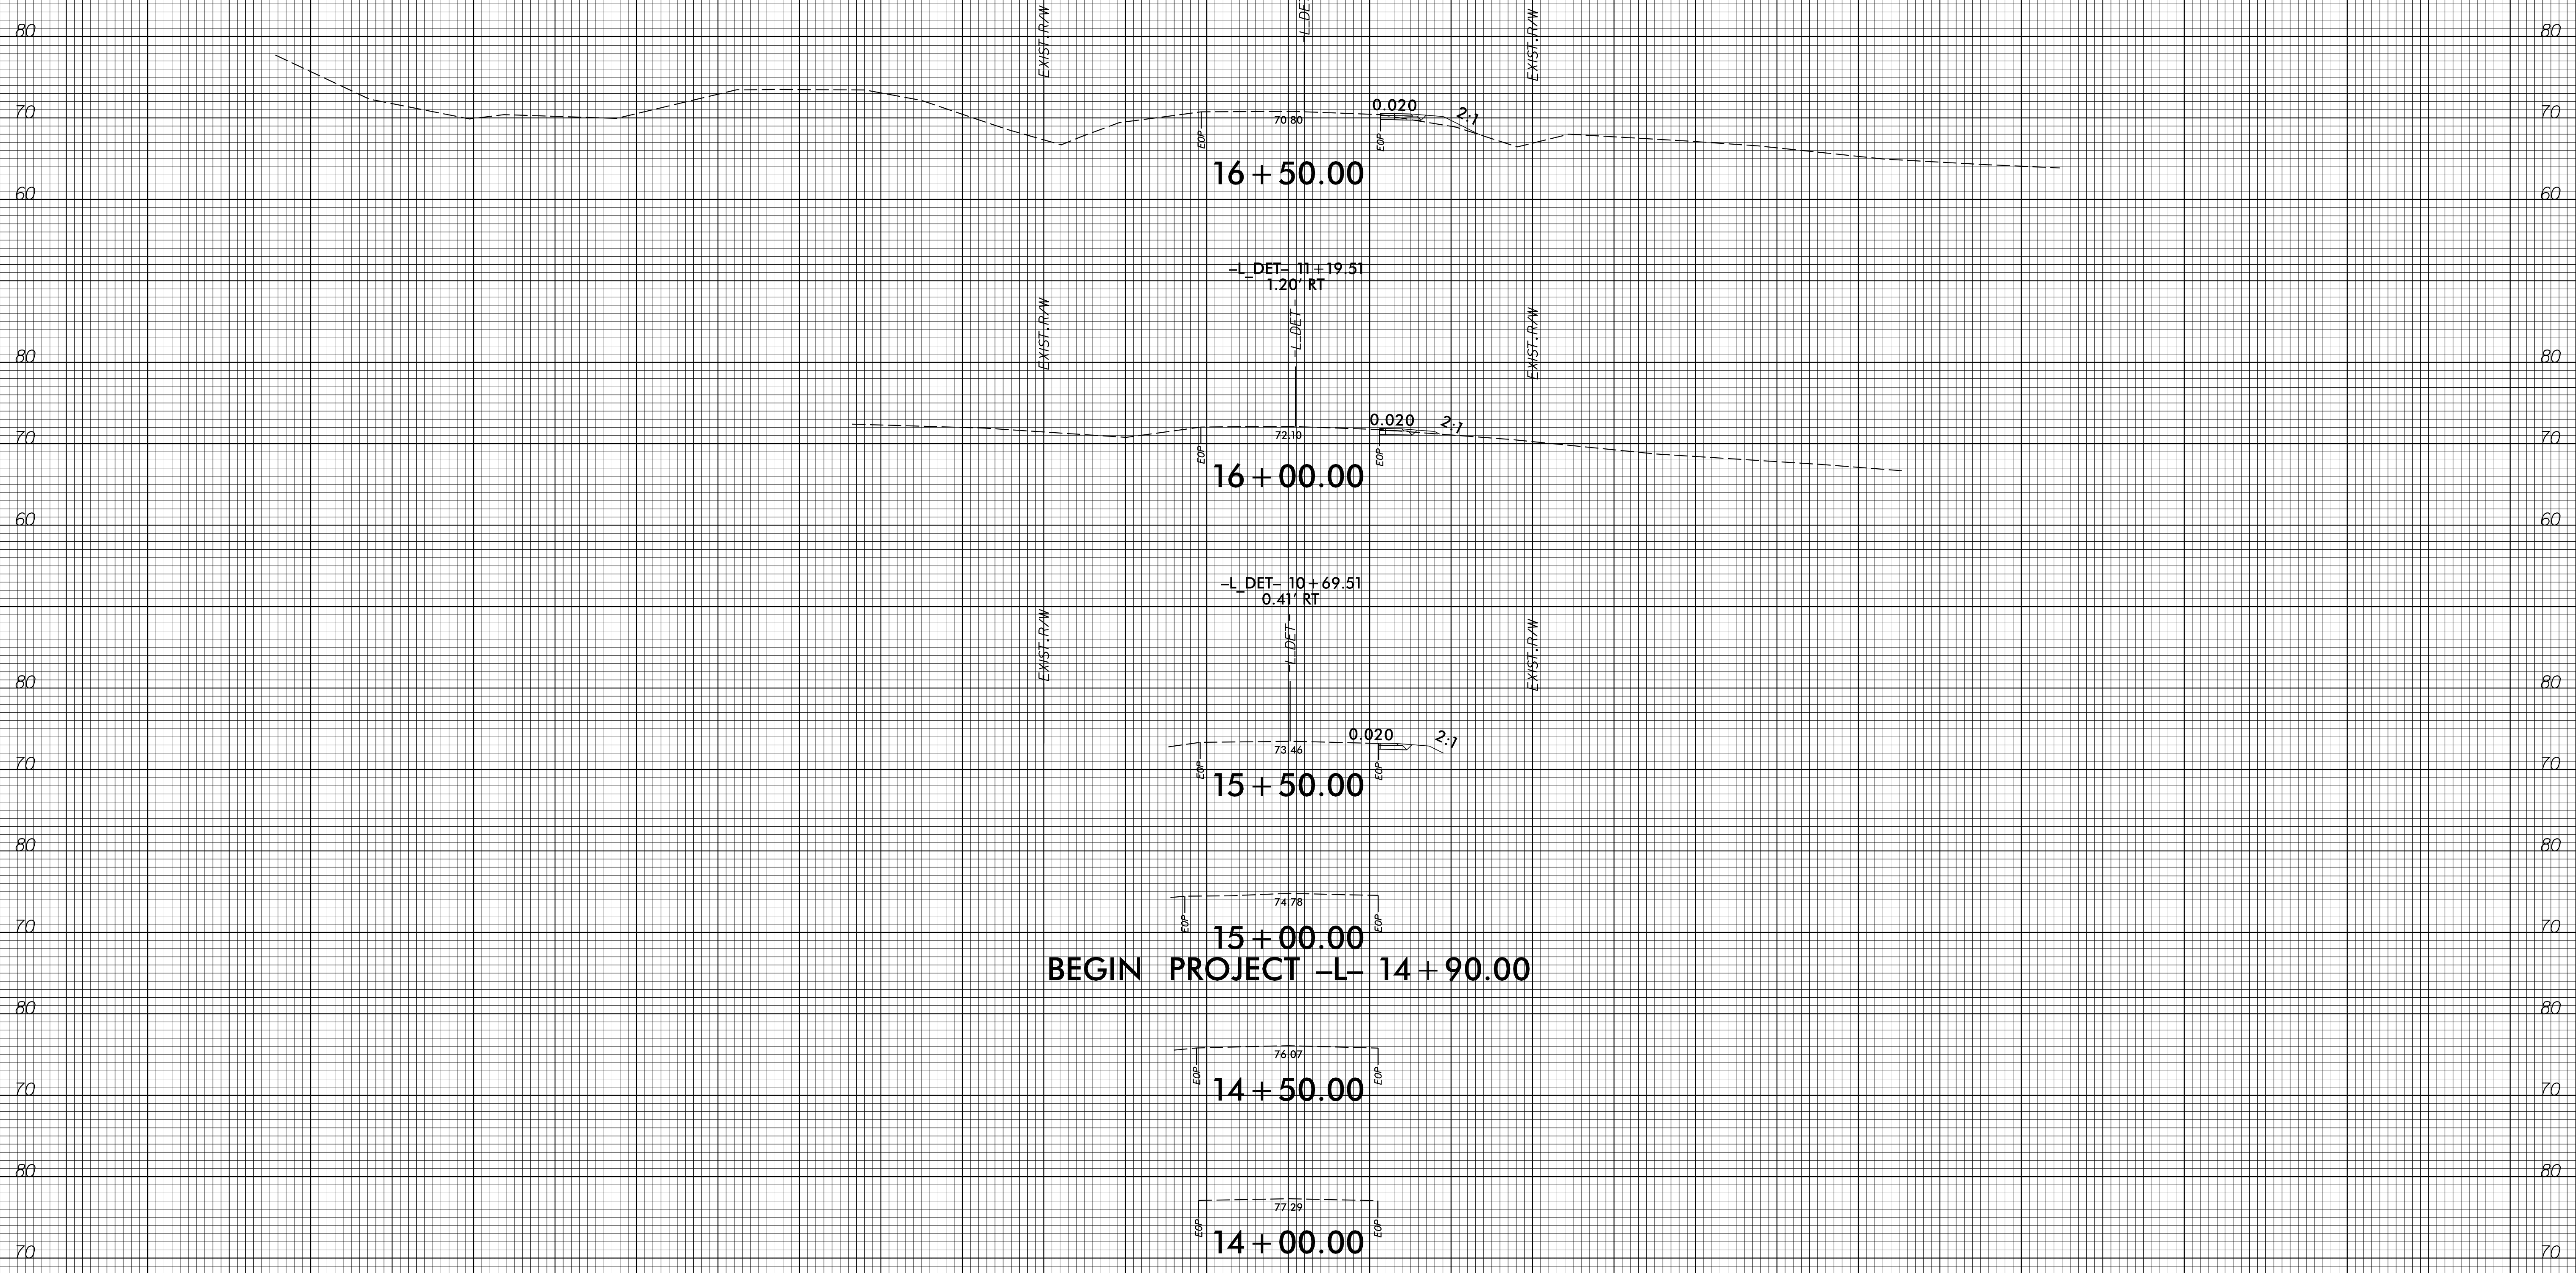 80 EXIST.R/W -L_DE EXIST.R/W 80
70 0.020 2:1 70
70.80
EOP EOP
16+50.00
60 60
-L_DET- 11+19.51
1.20' RT
EXIST.R/W -L_DET- EXIST.R/W
80 80
70 0.020 2:1 70
72.10
EOP EOP
16+00.00
60 60
-L_DET- 10+69.51
0.41' RT
EXIST.R/W -L_DET- EXIST.R/W
80 80
0.020 2:1
73.46
70 EOP EOP 70
15+50.00
80 80
74.78
70 EOP EOP 70
15+00.00
BEGIN PROJECT -L- 14+90.00
80 80
76.07
EOP EOP
70 14+50.00 70
80 80
77.29
EOP EOP
14+00.00
70 70